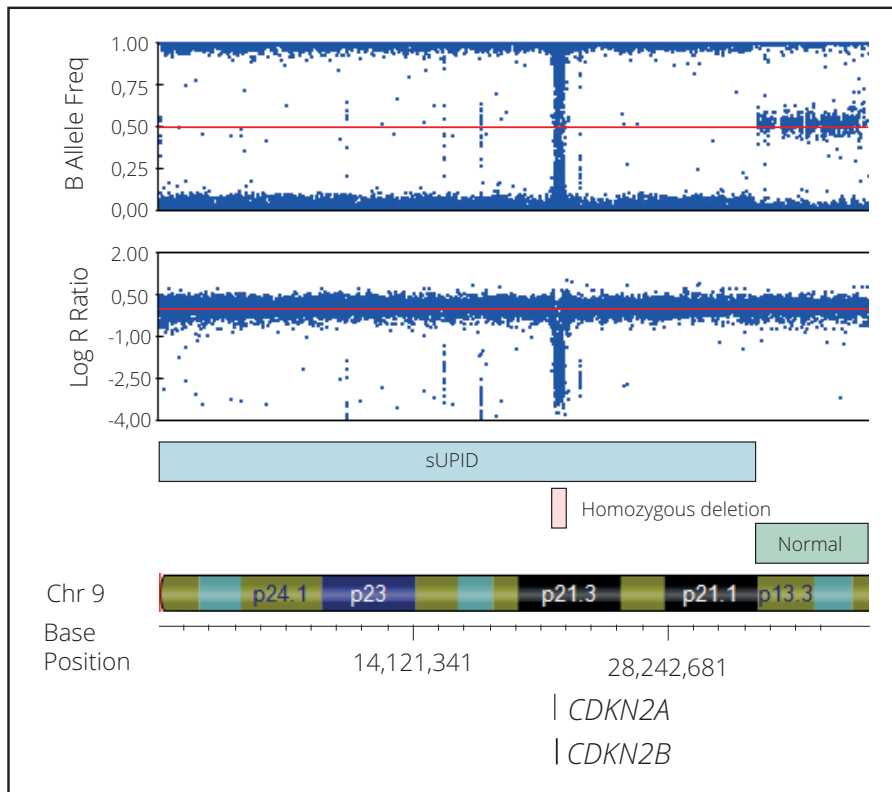 B Allele Freq
1.00
0,75
0,50
0,25
0,00
Log R Ratio
2.00
0,50
-1,00
-2,50
-4,00
sUPID
Homozygous deletion
Normal
Chr 9
p24.1 p23 p21.3 p21.1 p13.3
Base
Position
14,121,341 28,242,681
CDKN2A
CDKN2B